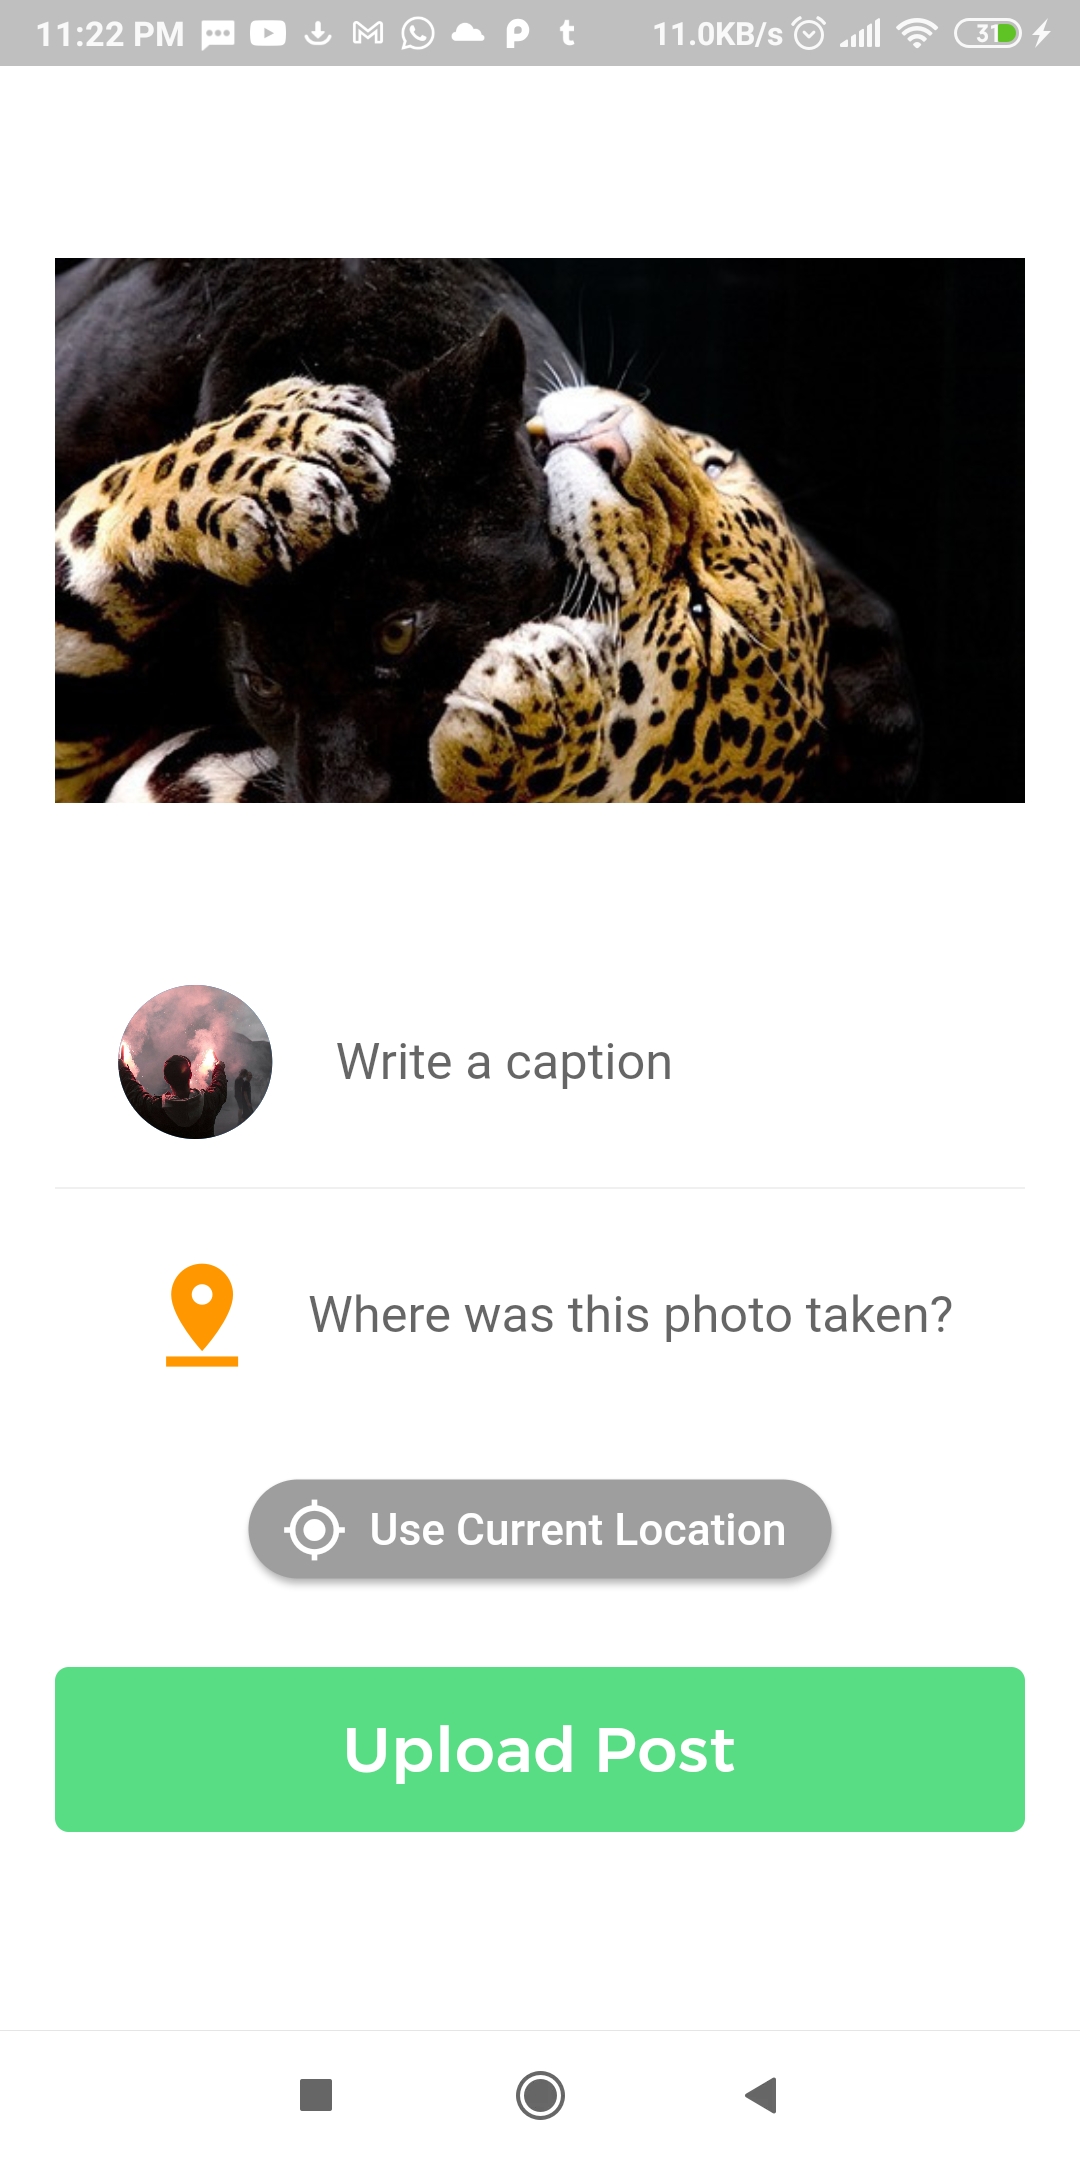 11:22 PM 11.0KB/s 31
Write a caption
Where was this photo taken?
Use Current Location
Upload Post